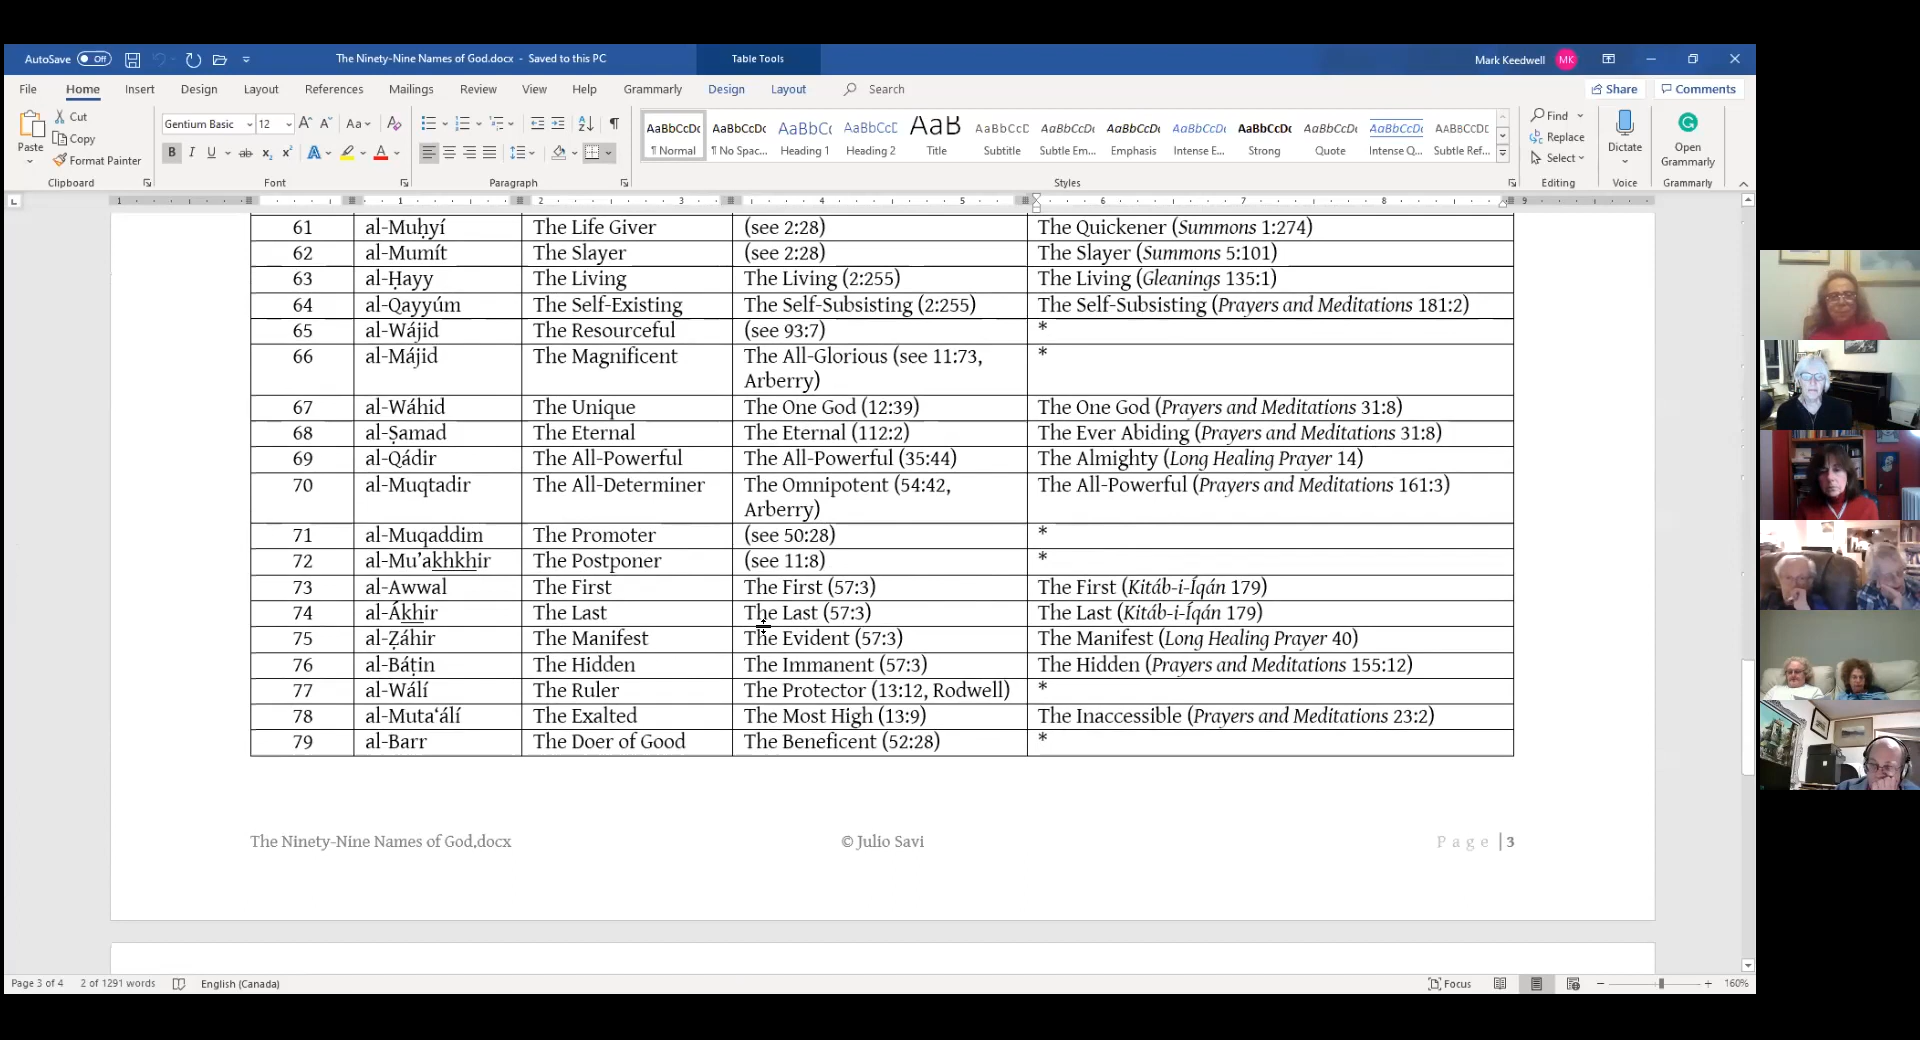 AutoSave Off The Ninety-Nine Names of God.docx - Saved to this PC Table Tools Mark Keedwell MK
File Home Insert Design Layout References Mailings Review View Help Grammarly Design Layout Search Share Comments
Paste Cut Copy Format Painter Clipboard
Gentium Basic 12 Font
Paragraph
AaBbCcDc AaBbCcDc AaBbCc AaBbCcD AaB AaBbCcD AaBbCcDt AaBbCcDt AaBbCcDt AaBbCcDc AaBbCcDt AaBbCcDc AABBCCDD
¶ Normal ¶ No Spac... Heading 1 Heading 2 Title Subtitle Subtle Em... Emphasis Intense E... Strong Quote Intense Q... Subtle Ref...
Styles
Find Replace Select Editing
Dictate Voice
Open Grammarly Grammarly
61 al-Muḥyí The Life Giver (see 2:28) The Quickener (Summons 1:274)
62 al-Mumít The Slayer (see 2:28) The Slayer (Summons 5:101)
63 al-Ḥayy The Living The Living (2:255) The Living (Gleanings 135:1)
64 al-Qayyúm The Self-Existing The Self-Subsisting (2:255) The Self-Subsisting (Prayers and Meditations 181:2)
65 al-Wájid The Resourceful (see 93:7) *
66 al-Májid The Magnificent The All-Glorious (see 11:73, *
Arberry)
67 al-Wáhid The Unique The One God (12:39) The One God (Prayers and Meditations 31:8)
68 al-Ṣamad The Eternal The Eternal (112:2) The Ever Abiding (Prayers and Meditations 31:8)
69 al-Qádir The All-Powerful The All-Powerful (35:44) The Almighty (Long Healing Prayer 14)
70 al-Muqtadir The All-Determiner The Omnipotent (54:42, The All-Powerful (Prayers and Meditations 161:3)
Arberry)
71 al-Muqaddim The Promoter (see 50:28) *
72 al-Mu’akhkhir The Postponer (see 11:8) *
73 al-Awwal The First The First (57:3) The First (Kitáb-i-Íqán 179)
74 al-Ákhir The Last The Last (57:3) The Last (Kitáb-i-Íqán 179)
75 al-Ẓáhir The Manifest The Evident (57:3) The Manifest (Long Healing Prayer 40)
76 al-Báṭin The Hidden The Immanent (57:3) The Hidden (Prayers and Meditations 155:12)
77 al-Wálí The Ruler The Protector (13:12, Rodwell) *
78 al-Muta‘álí The Exalted The Most High (13:9) The Inaccessible (Prayers and Meditations 23:2)
79 al-Barr The Doer of Good The Beneficent (52:28) *
The Ninety-Nine Names of God.docx © Julio Savi Page | 3
Page 3 of 4 2 of 1291 words English (Canada) Focus 160%